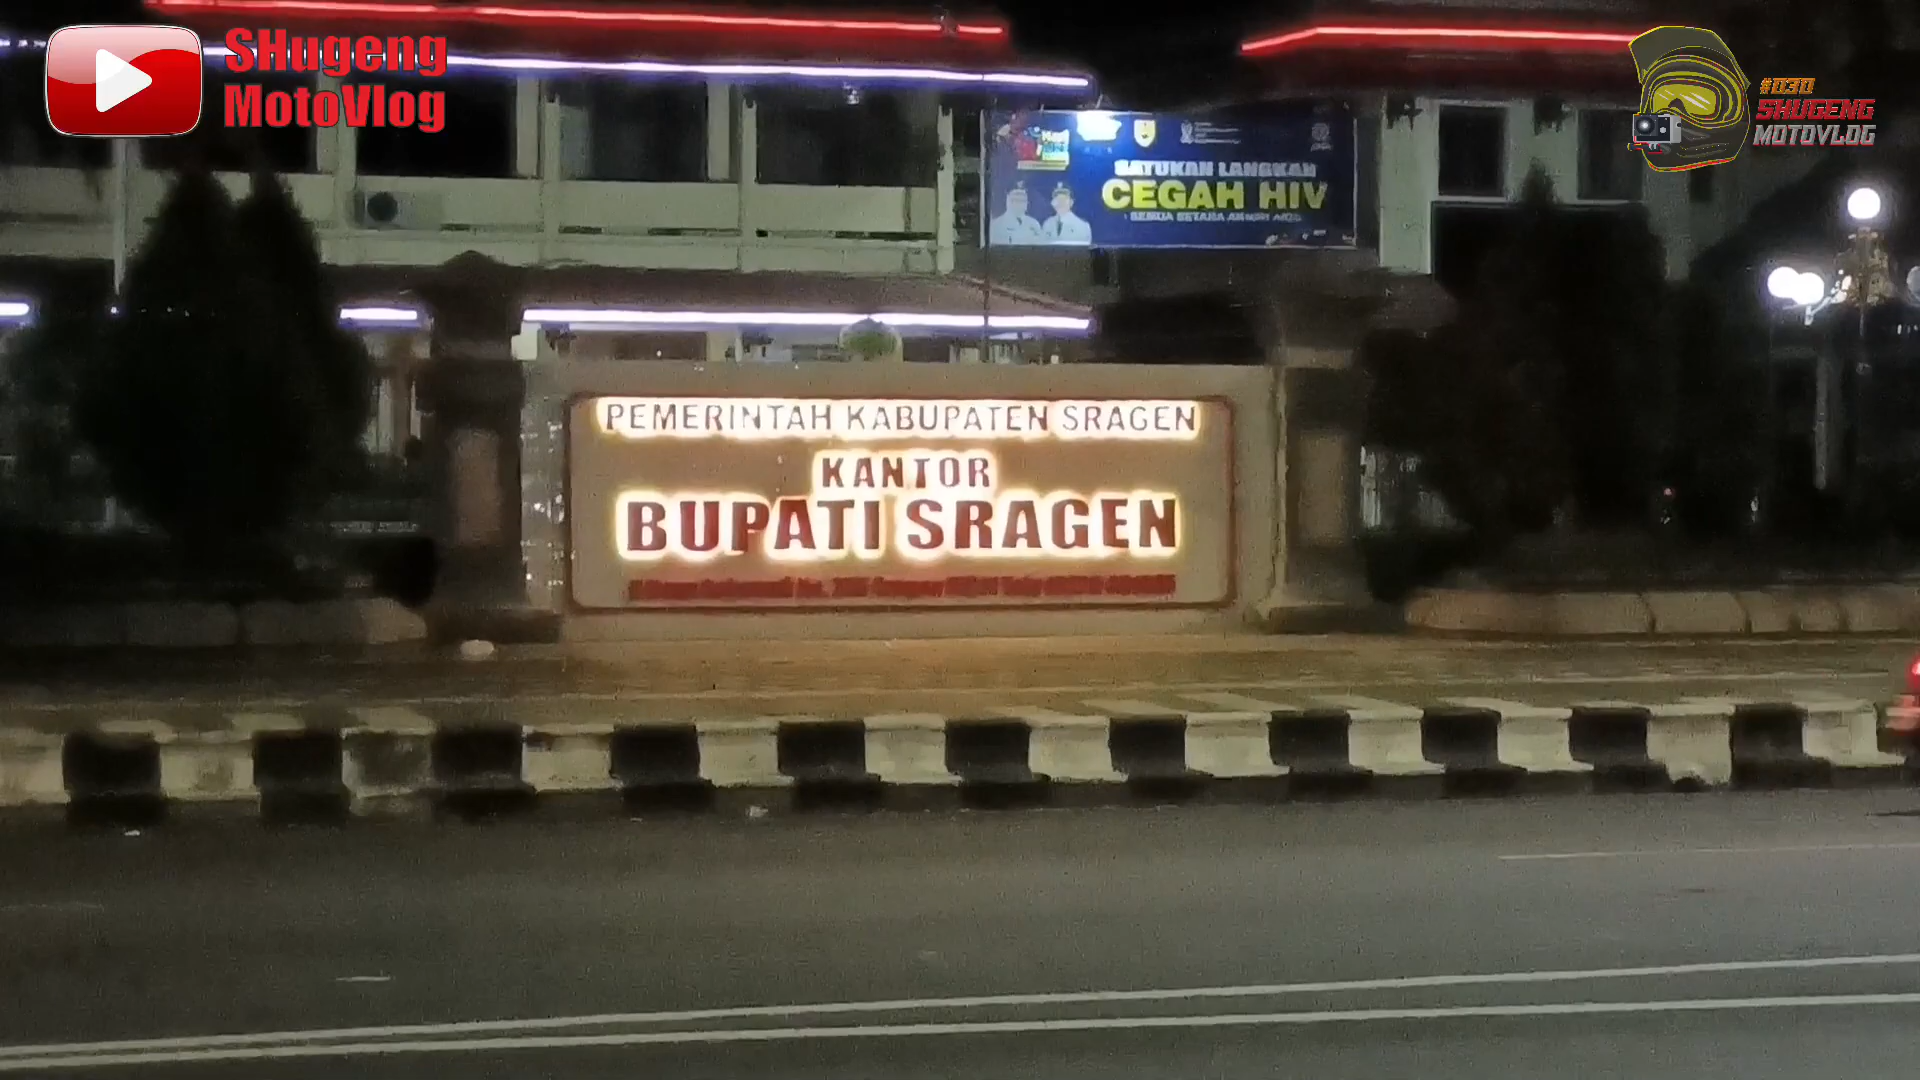 SHugeng
MotoVlog
#030
SHUGENG
MOTOVLOG
SATUKAN LANGKAH
CEGAH HIV
PEMERINTAH KABUPATEN SRAGEN
KANTOR
BUPATI SRAGEN